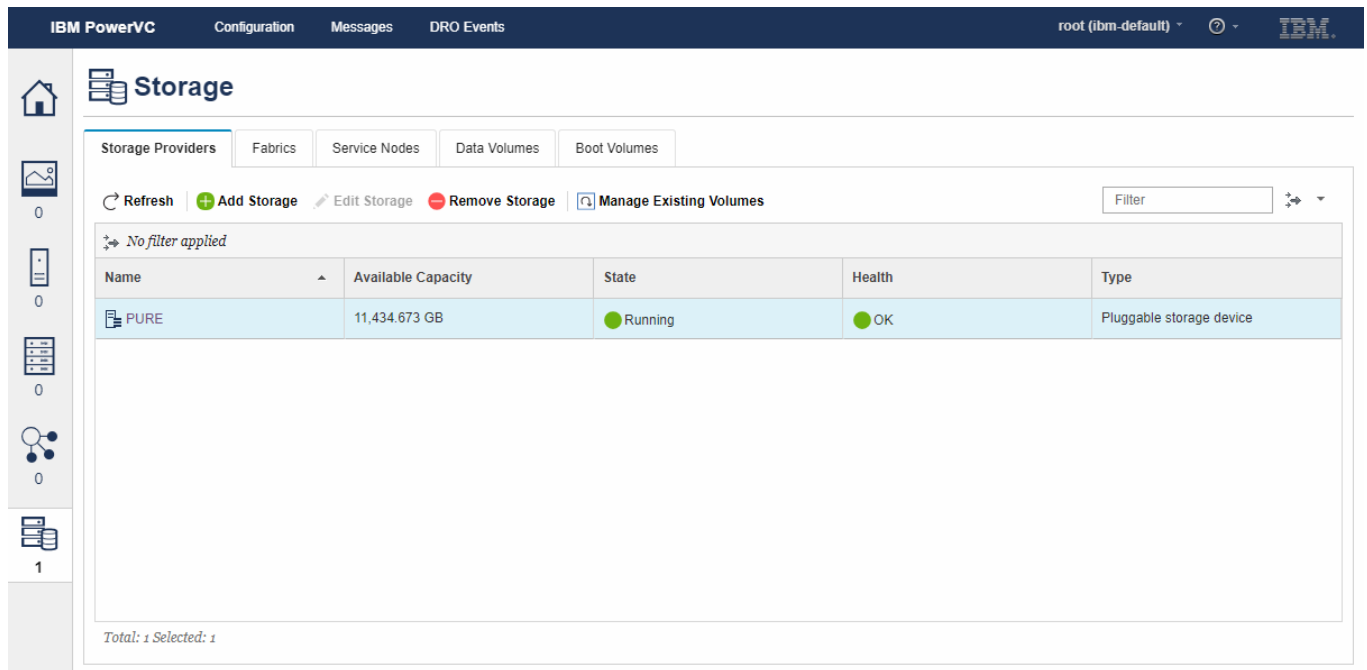 IBM PowerVC Configuration Messages DRO Events root (ibm-default) ? IBM.
Storage
Storage Providers Fabrics Service Nodes Data Volumes Boot Volumes
Refresh Add Storage Edit Storage Remove Storage Manage Existing Volumes Filter
No filter applied
Name Available Capacity State Health Type
PURE 11,434.673 GB Running OK Pluggable storage device
0
0
0
0
1
Total: 1 Selected: 1